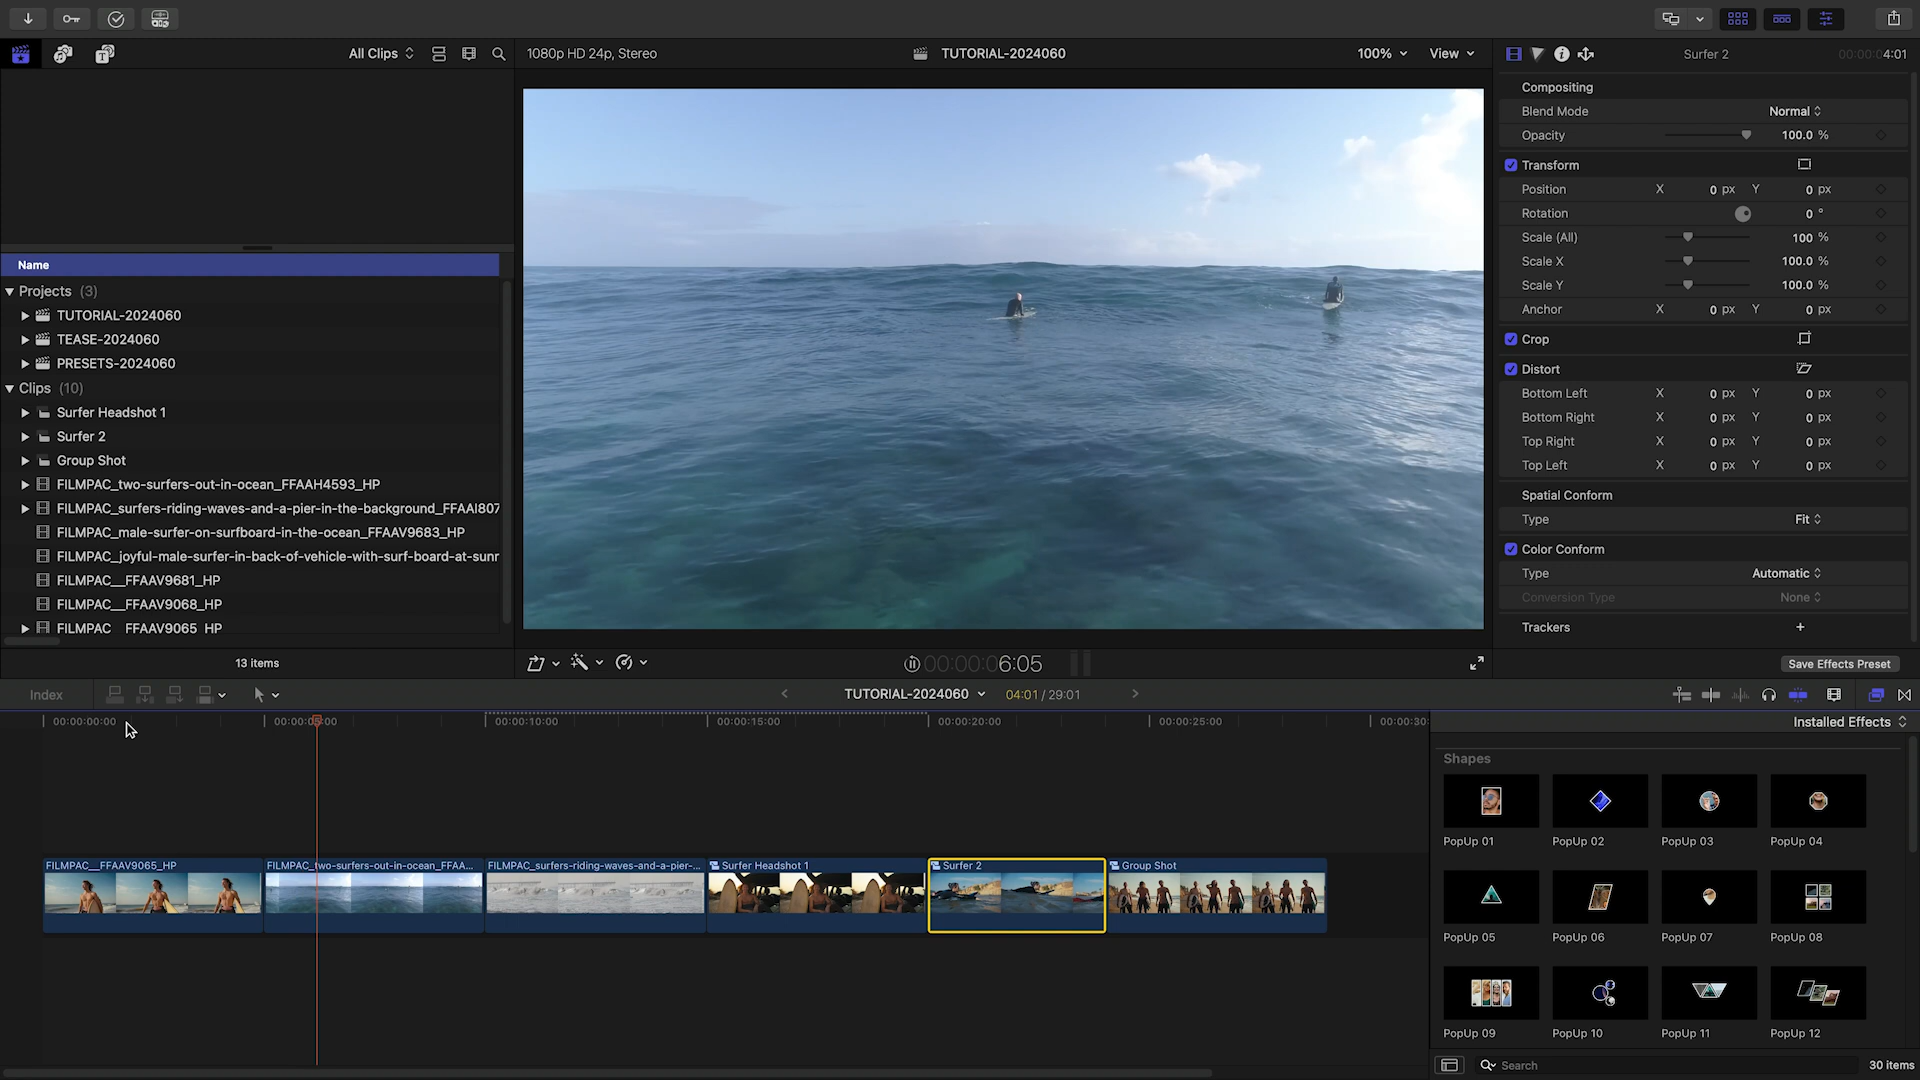 All Clips
1080p HD 24p, Stereo
TUTORIAL-2024060
100%
View
Surfer 2
00:00:04:01
Compositing
Blend Mode Normal
Opacity 100.0 %
Transform
Position X 0 px Y 0 px
Rotation 0 °
Scale (All) 100 %
Scale X 100.0 %
Scale Y 100.0 %
Anchor X 0 px Y 0 px
Crop
Distort
Bottom Left X 0 px Y 0 px
Bottom Right X 0 px Y 0 px
Top Right X 0 px Y 0 px
Top Left X 0 px Y 0 px
Spatial Conform
Type Fit
Color Conform
Type Automatic
Conversion Type None
Trackers +
Save Effects Preset
Name
Projects (3)
TUTORIAL-2024060
TEASE-2024060
PRESETS-2024060
Clips (10)
Surfer Headshot 1
Surfer 2
Group Shot
FILMPAC_two-surfers-out-in-ocean_FFAAH4593_HP
FILMPAC_surfers-riding-waves-and-a-pier-in-the-background_FFAAI807
FILMPAC_male-surfer-on-surfboard-in-the-ocean_FFAAV9683_HP
FILMPAC_joyful-male-surfer-in-back-of-vehicle-with-surf-board-at-sunr
FILMPAC__FFAAV9681_HP
FILMPAC__FFAAV9068_HP
FILMPAC__FFAAV9065_HP
13 items
00:00:06:05
Index
TUTORIAL-2024060
04:01 / 29:01
00:00:00:00
00:00:10:00
00:00:15:00
00:00:20:00
00:00:25:00
00:00:30:
FILMPAC__FFAAV9065_HP
FILMPAC_two-surfers-out-in-ocean_FFAA...
FILMPAC_surfers-riding-waves-and-a-pier-...
Surfer Headshot 1
Surfer 2
Group Shot
Installed Effects
Shapes
PopUp 01
PopUp 02
PopUp 03
PopUp 04
PopUp 05
PopUp 06
PopUp 07
PopUp 08
PopUp 09
PopUp 10
PopUp 11
PopUp 12
Search
30 items